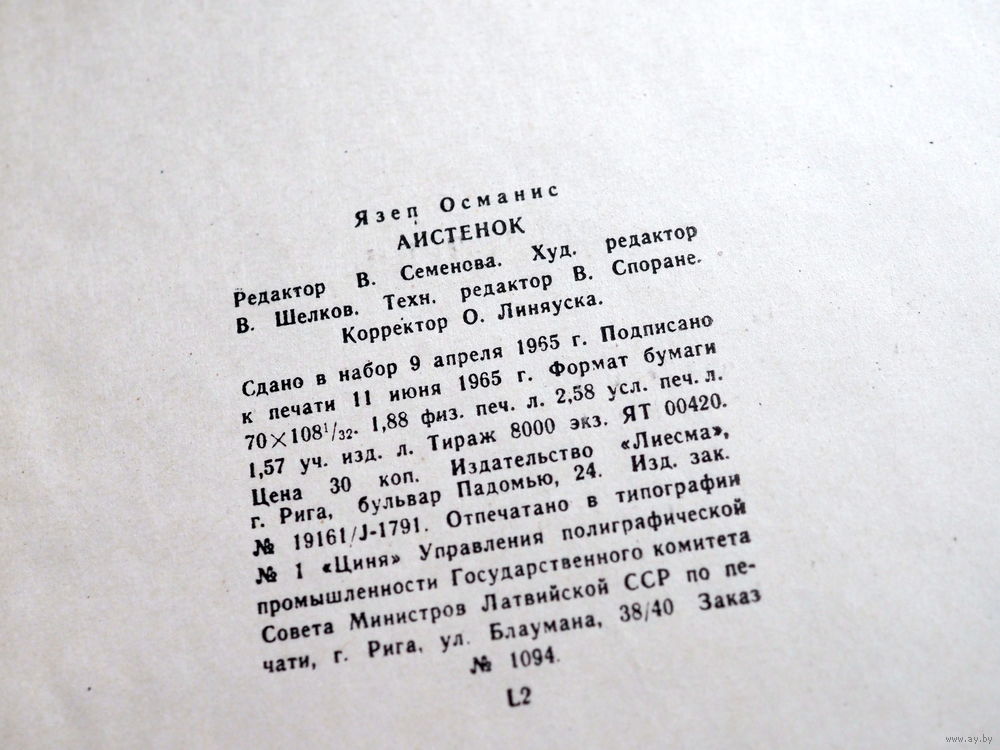 Язеп Османис
АИСТЕНОК
Редактор В. Семенова. Худ. редактор
В. Шелков. Техн. редактор В. Споране.
Корректор О. Линяуска.
Сдано в набор 9 апреля 1965 г. Подписано
к печати 11 июня 1965 г. Формат бумаги
70×108¹/₃₂. 1,88 физ. печ. л. 2,58 усл. печ. л.
1,57 уч. изд. л. Тираж 8000 экз. ЯТ 00420.
Цена 30 коп. Издательство «Лиесма»,
г. Рига, бульвар Падомью, 24. Изд. зак.
№ 19161/J-1791. Отпечатано в типографии
№ 1 «Циня» Управления полиграфической
промышленности Государственного комитета
Совета Министров Латвийской ССР по пе-
чати, г. Рига, ул. Блаумана, 38/40 Заказ
№ 1094.
L2
www.ay.by